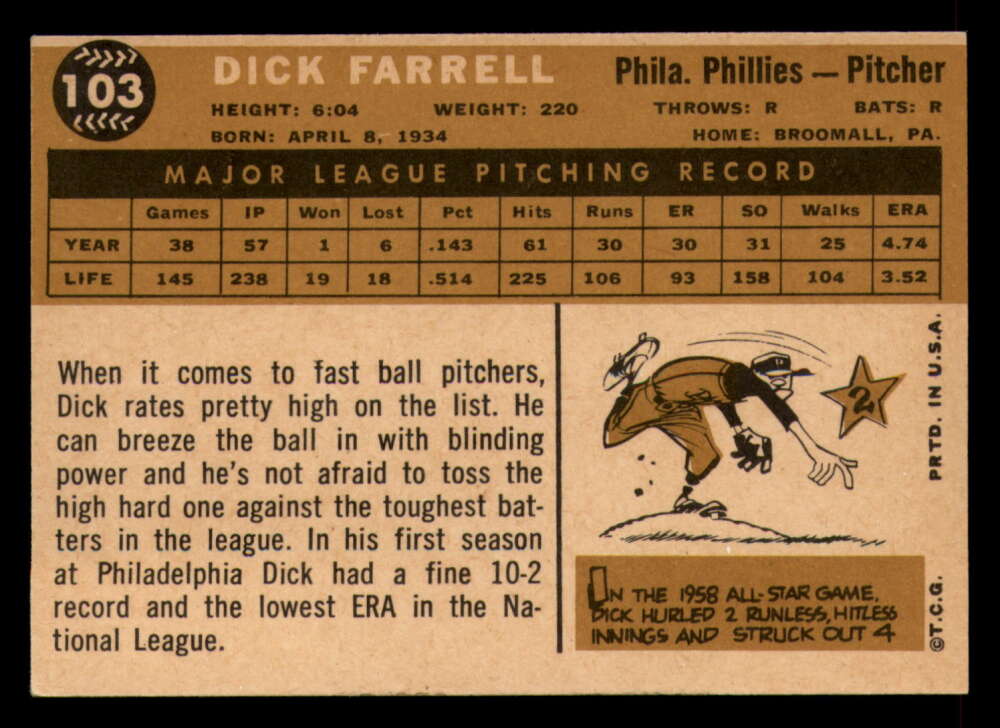 103
DICK FARRELL
Phila. Phillies — Pitcher
HEIGHT: 6:04 WEIGHT: 220 THROWS: R BATS: R
BORN: APRIL 8, 1934 HOME: BROOMALL, PA.
MAJOR LEAGUE PITCHING RECORD
Games IP Won Lost Pct Hits Runs ER SO Walks ERA
YEAR 38 57 1 6 .143 61 30 30 31 25 4.74
LIFE 145 238 19 18 .514 225 106 93 158 104 3.52
When it comes to fast ball pitchers,
Dick rates pretty high on the list. He
can breeze the ball in with blinding
power and he's not afraid to toss the
high hard one against the toughest bat-
ters in the league. In his first season
at Philadelphia Dick had a fine 10-2
record and the lowest ERA in the Na-
tional League.
2
IN THE 1958 ALL-STAR GAME,
DICK HURLED 2 RUNLESS, HITLESS
INNINGS AND STRUCK OUT 4
PRTD. IN U.S.A.
©T.C.G.